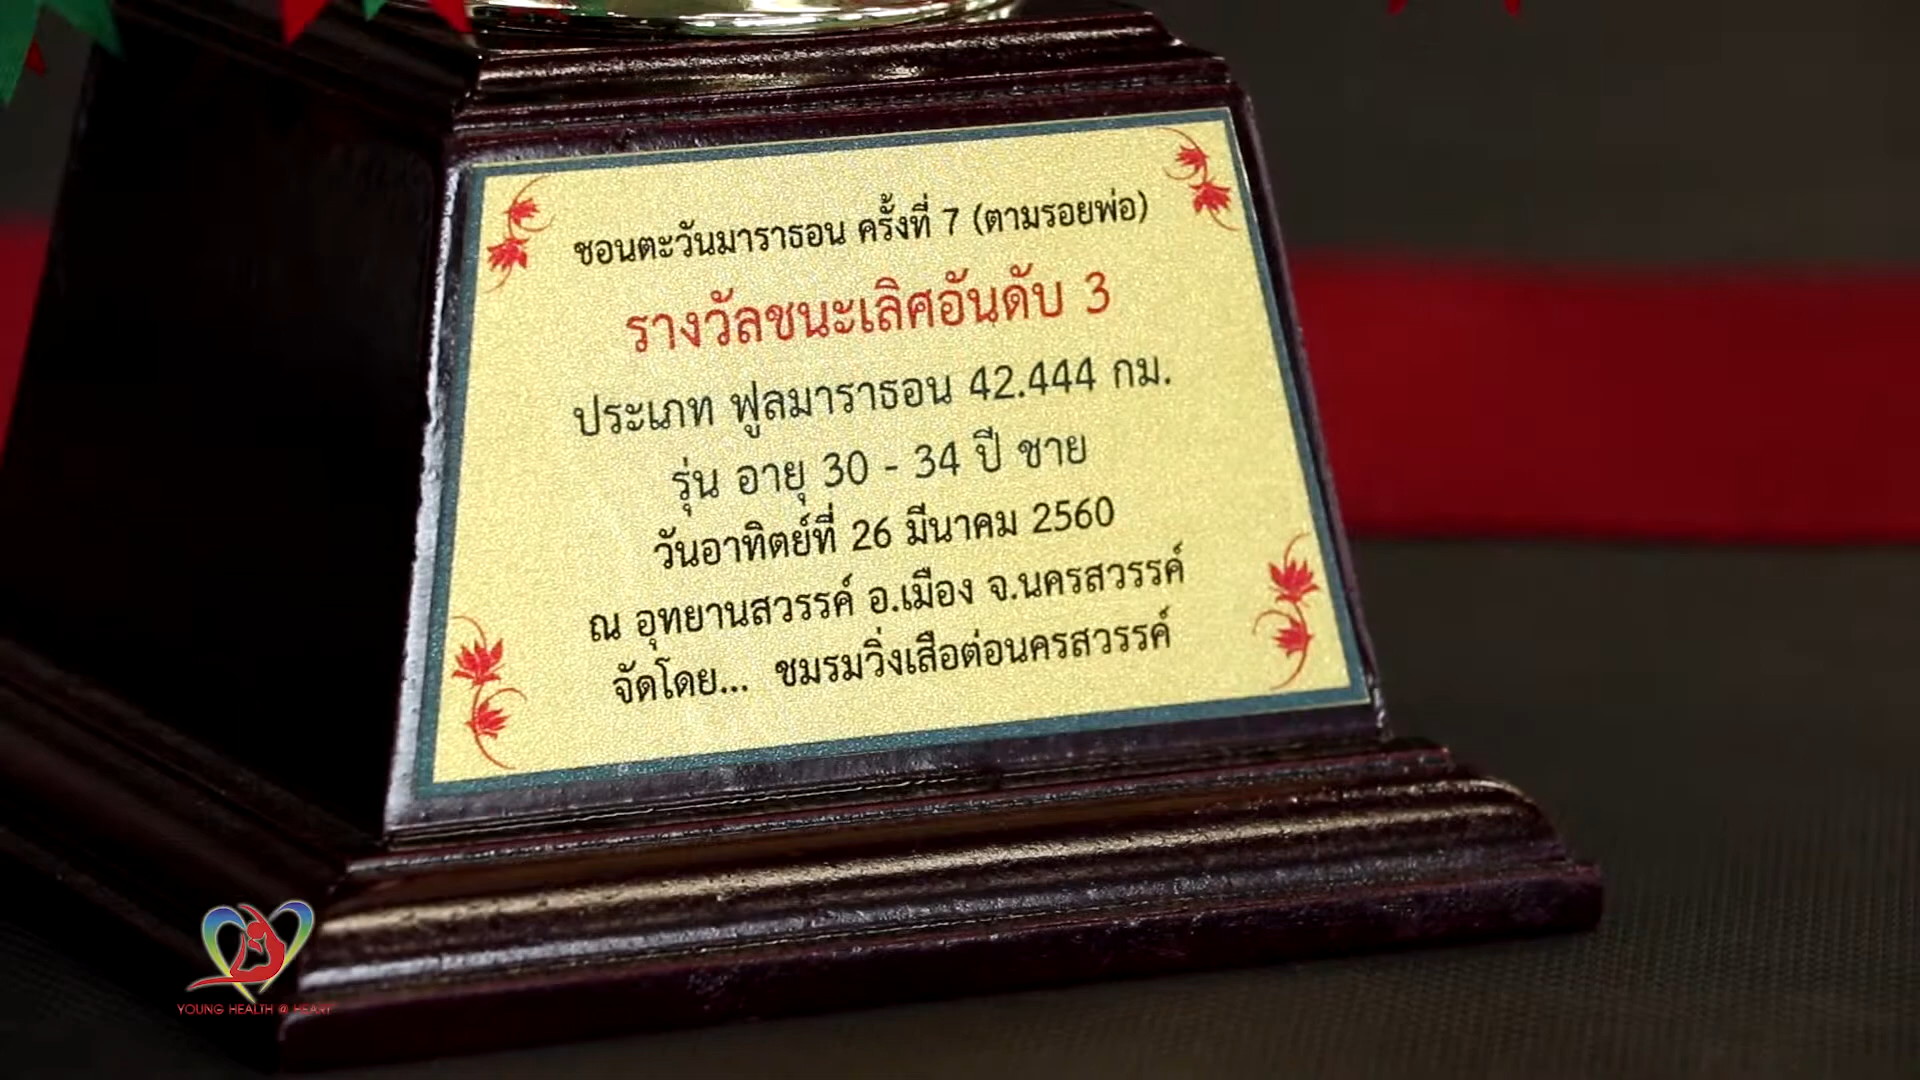 ชอนตะวันมาราธอน ครั้งที่ 7 (ตามรอยพ่อ)
รางวัลชนะเลิศอันดับ 3
ประเภท ฟูลมาราธอน 42.444 กม.
รุ่น อายุ 30 - 34 ปี ชาย
วันอาทิตย์ที่ 26 มีนาคม 2560
ณ อุทยานสวรรค์ อ.เมือง จ.นครสวรรค์
จัดโดย... ชมรมวิ่งเสือต่อนครสวรรค์
YOUNG HEALTH @ HEART